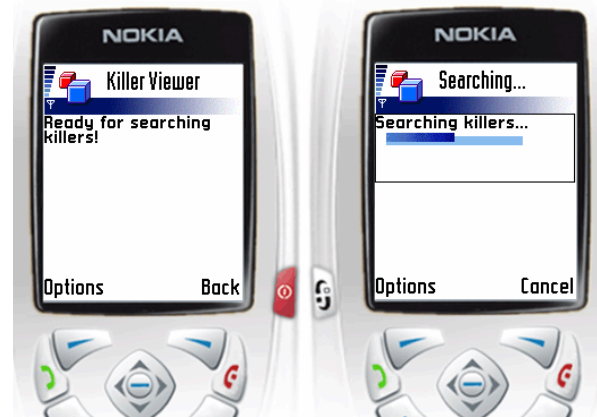 NOKIA
Killer Viewer
Ready for searching
killers!
Options Back
NOKIA
Searching...
Searching killers...
Options Cancel